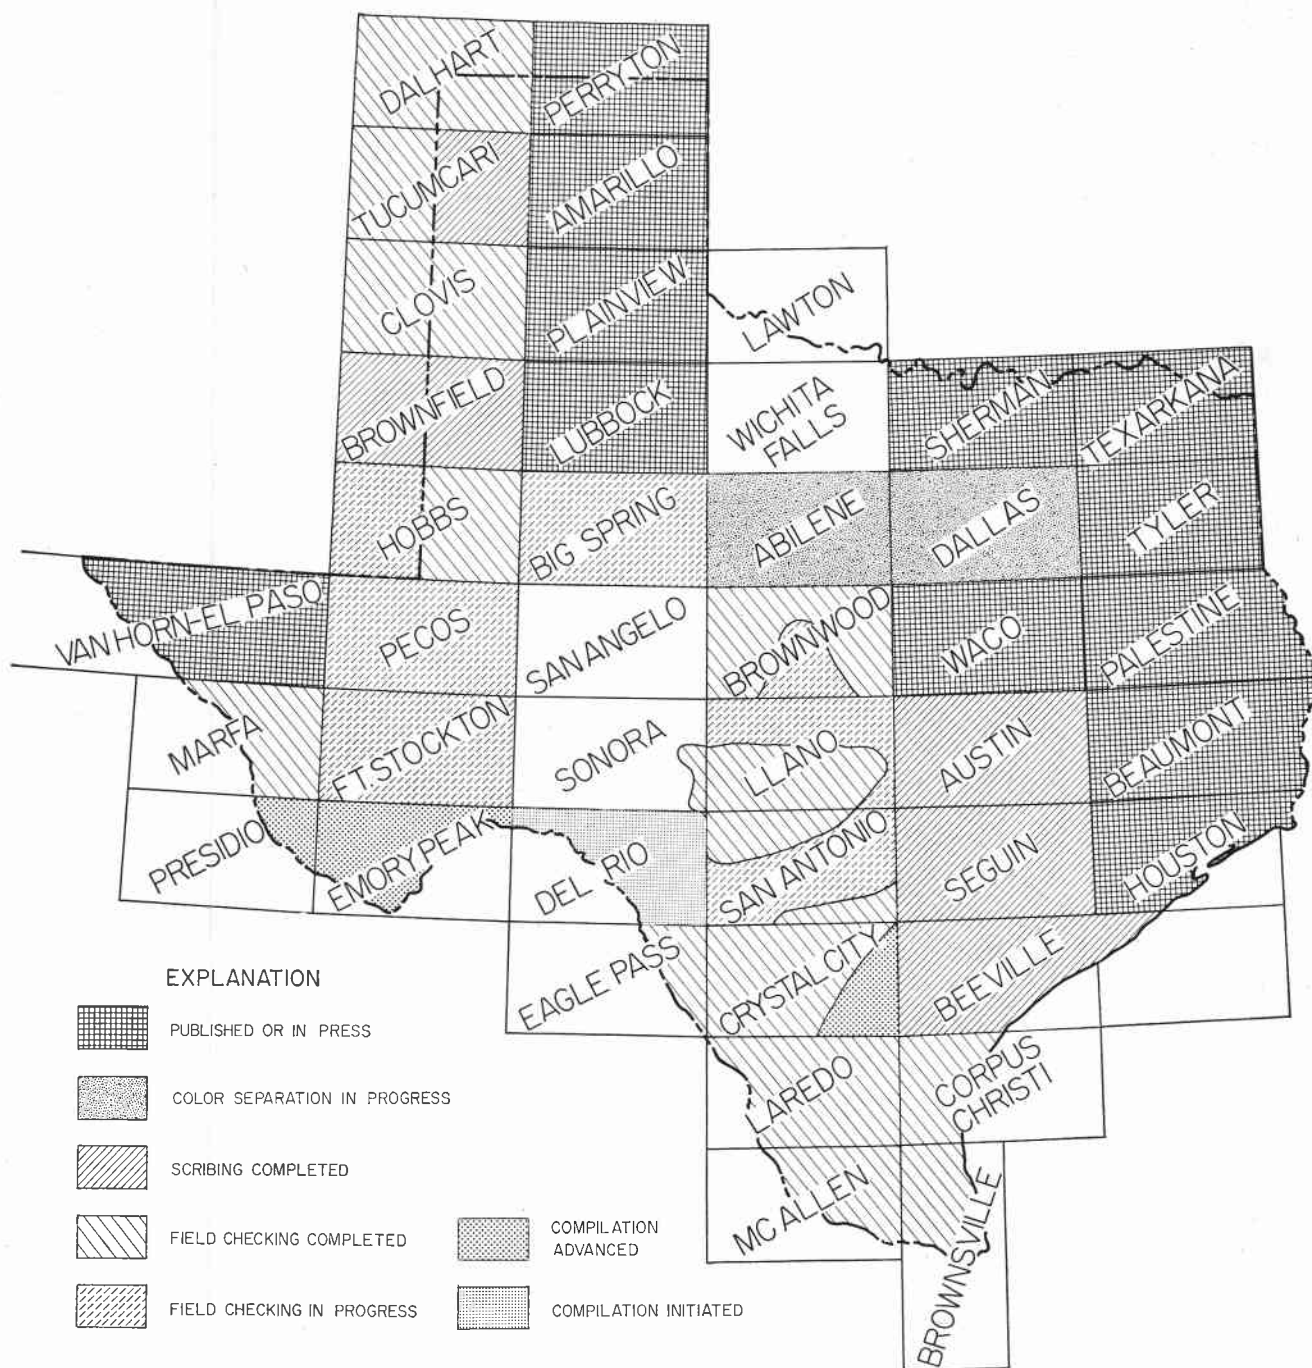 DALHART
PERRYTON
TUCUMCARI
AMARILLO
CLOVIS
PLAINVIEW
LAWTON
BROWNFIELD
LUBBOCK
WICHITA
FALLS
SHERMAN
TEXARKANA
HOBBS
BIG SPRING
ABILENE
DALLAS
TYLER
VAN HORN-EL PASO
PECOS
SAN ANGELO
BROWNWOOD
WACO
PALESTINE
MARFA
FT. STOCKTON
SONORA
LLANO
AUSTIN
BEAUMONT
PRESIDIO
EMORY PEAK
DEL RIO
SAN ANTONIO
SEGUIN
HOUSTON
EAGLE PASS
CRYSTAL CITY
BEEVILLE
LAREDO
CORPUS
CHRISTI
MC ALLEN
BROWNSVILLE
EXPLANATION
PUBLISHED OR IN PRESS
COLOR SEPARATION IN PROGRESS
SCRIBING COMPLETED
FIELD CHECKING COMPLETED
FIELD CHECKING IN PROGRESS
COMPILATION
ADVANCED
COMPILATION INITIATED